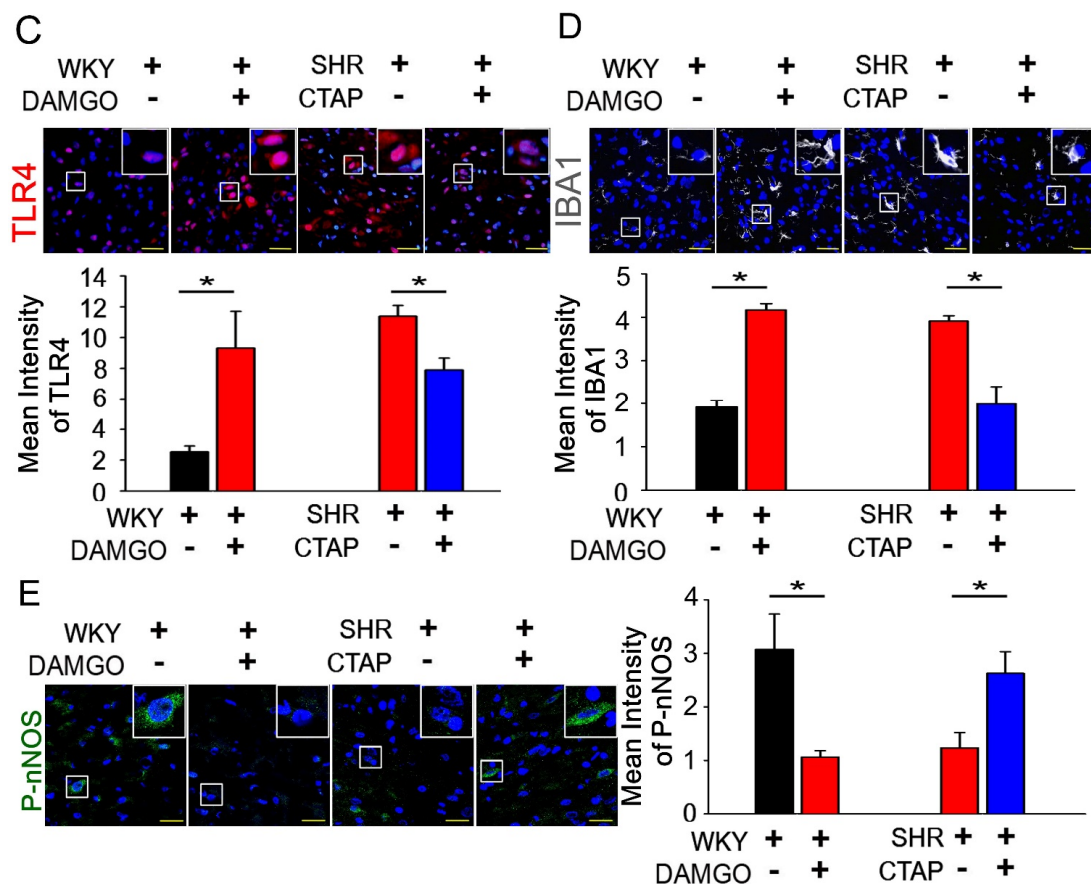 C
WKY + +
DAMGO - +
SHR + +
CTAP - +
TLR4
Mean Intensity
of TLR4
14
12
10
8
6
4
2
0
*
*
WKY + +
DAMGO - +
SHR + +
CTAP - +
D
WKY + +
DAMGO - +
SHR + +
CTAP - +
IBA1
Mean Intensity
of IBA1
5
4
3
2
1
0
*
*
WKY + +
DAMGO - +
SHR + +
CTAP - +
E
WKY + +
DAMGO - +
SHR + +
CTAP - +
P-nNOS
Mean Intensity
of P-nNOS
4
3
2
1
0
*
*
WKY + +
DAMGO - +
SHR + +
CTAP - +